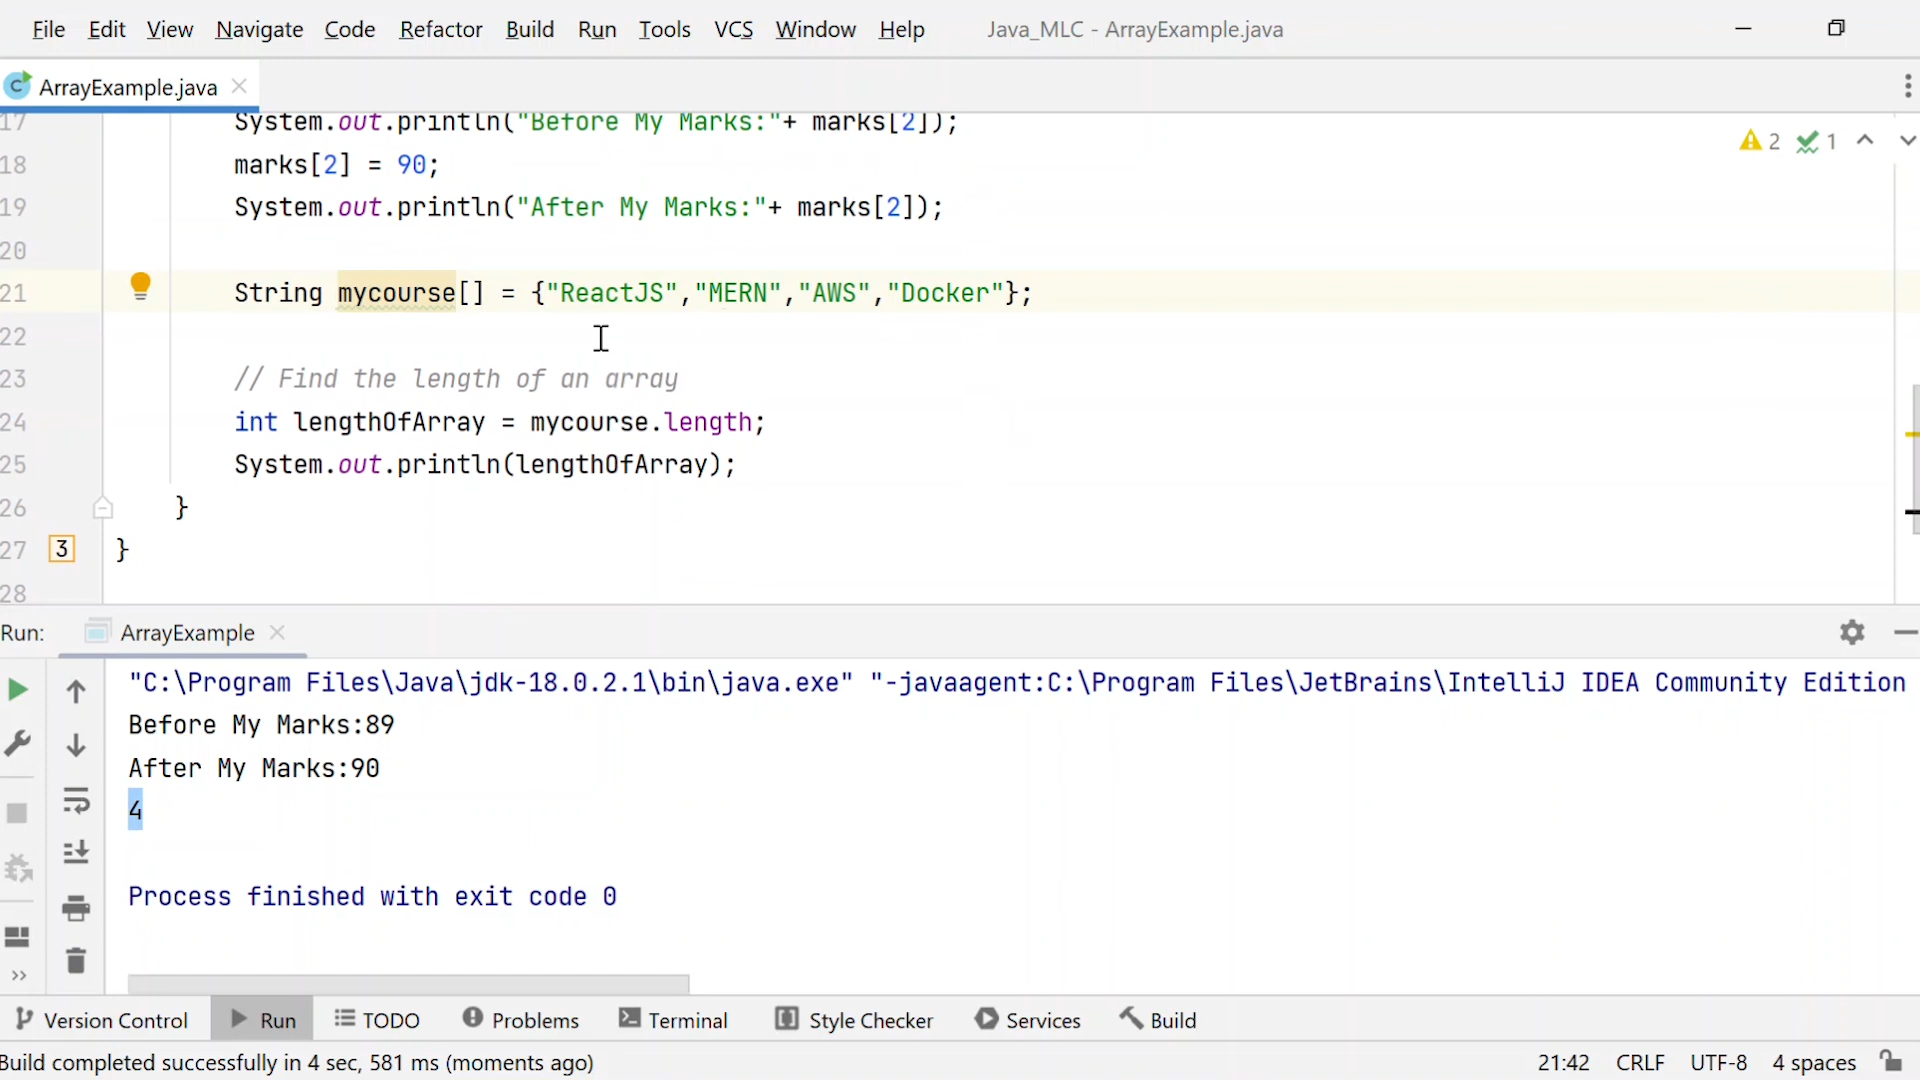 File Edit View Navigate Code Refactor Build Run Tools VCS Window Help Java_MLC - ArrayExample.java
ArrayExample.java
17 System.out.println("Before My Marks:"+ marks[2]);
2 1
18 marks[2] = 90;
19 System.out.println("After My Marks:"+ marks[2]);
20
21 String mycourse[] = {"ReactJS","MERN","AWS","Docker"};
22
23 // Find the length of an array
24 int lengthOfArray = mycourse.length;
25 System.out.println(lengthOfArray);
26 }
27 3 }
28
Run: ArrayExample
"C:\Program Files\Java\jdk-18.0.2.1\bin\java.exe" "-javaagent:C:\Program Files\JetBrains\IntelliJ IDEA Community Edition
Before My Marks:89
After My Marks:90
4
Process finished with exit code 0
Version Control Run TODO Problems Terminal Style Checker Services Build
Build completed successfully in 4 sec, 581 ms (moments ago) 21:42 CRLF UTF-8 4 spaces